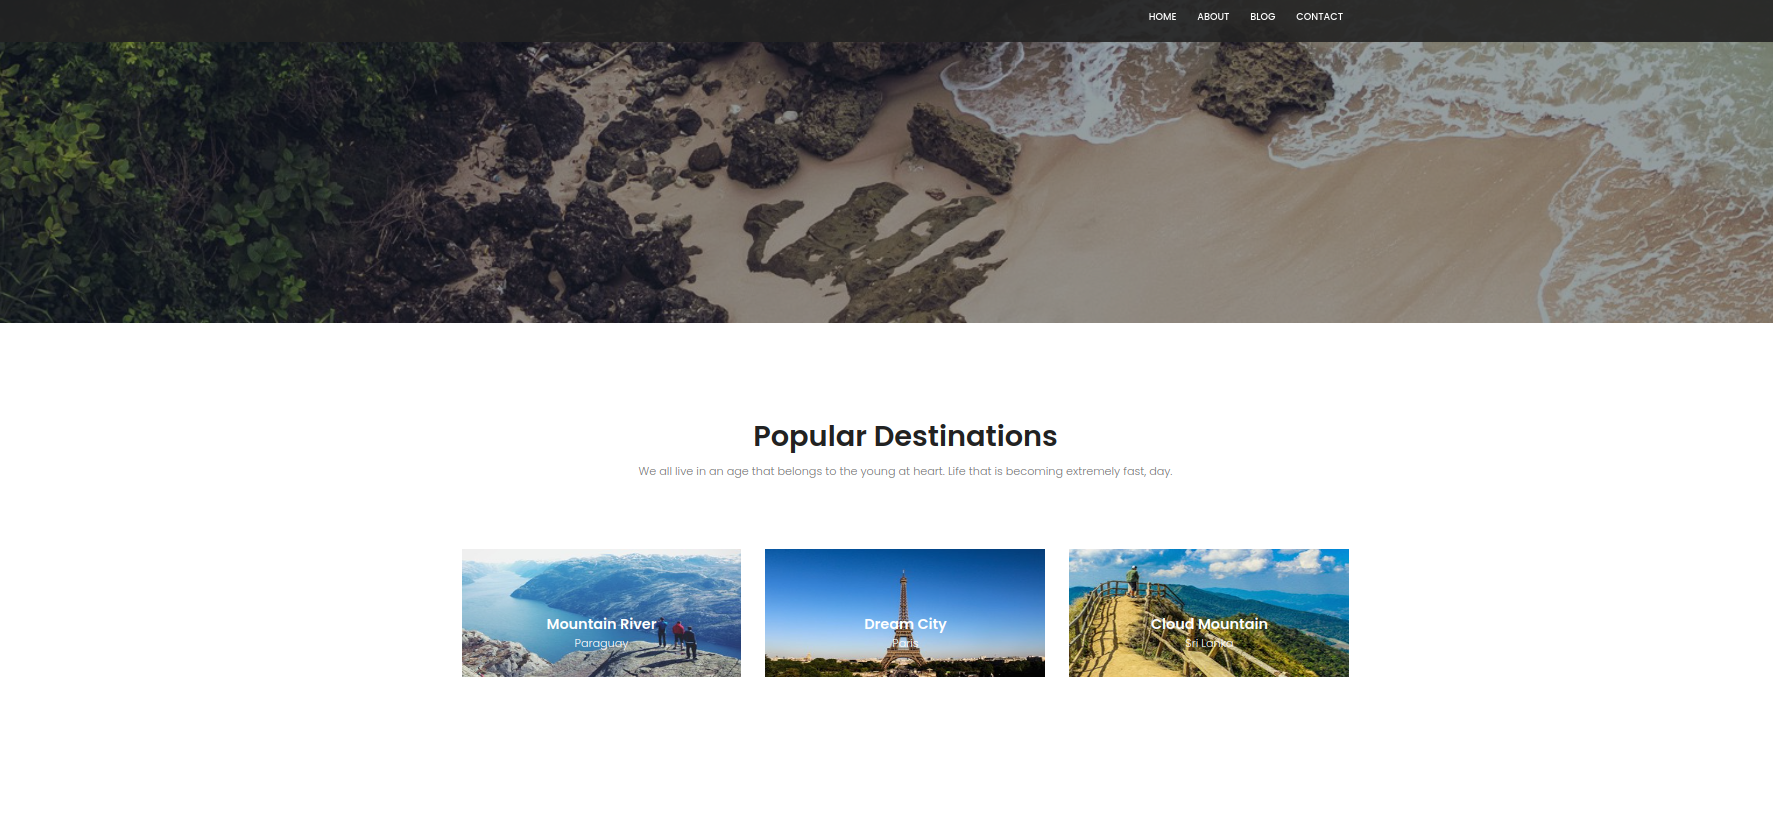 HOME ABOUT BLOG CONTACT
Popular Destinations
We all live in an age that belongs to the young at heart. Life that is becoming extremely fast, day.
Mountain River
Paraguay
Dream City
Paris
Cloud Mountain
Sri Lanka